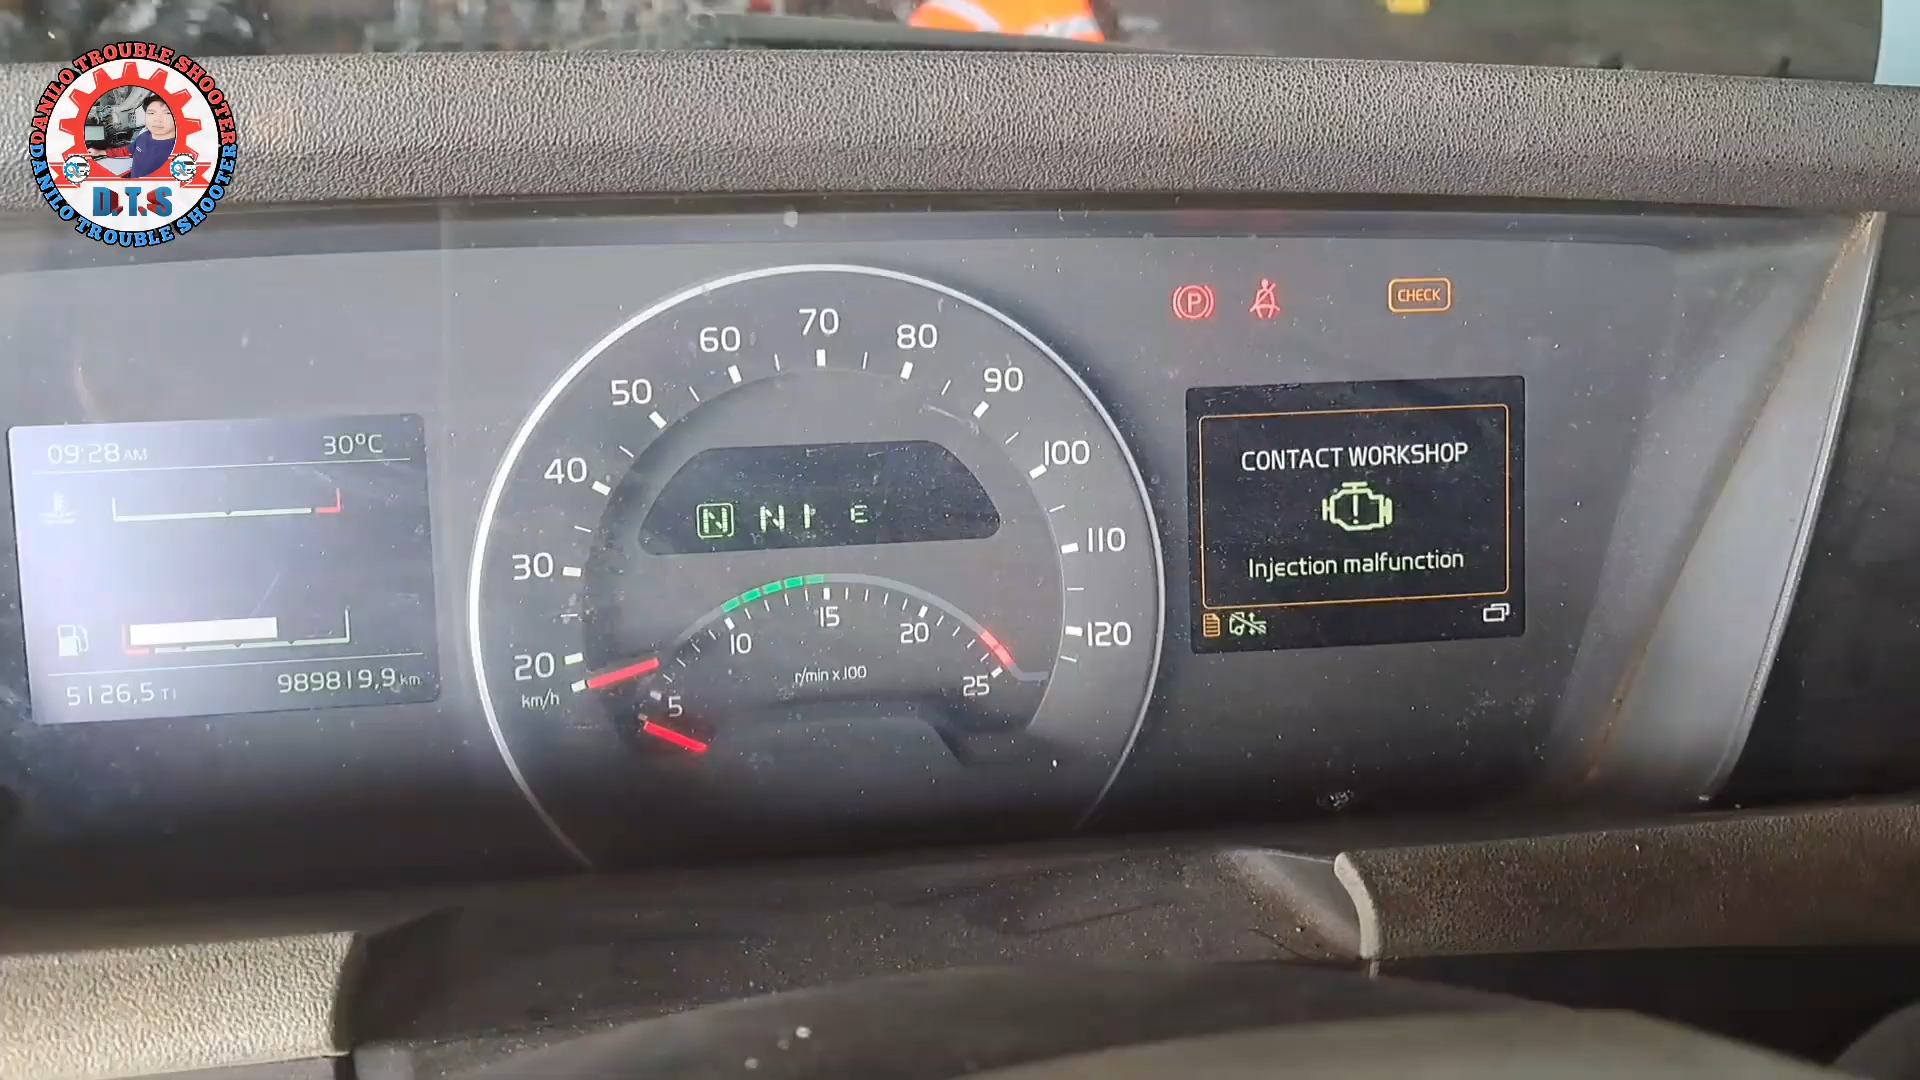 DANILO TROUBLE SHOOTER
D.T.S
DANILO TROUBLE SHOOTER
09:28 AM 30ºC
5126,5 T1 989819,9 km
20
30
40
50
60
70
80
90
100
110
120
km/h
N N E
5
10
15
20
25
r/min x 100
P
CHECK
CONTACT WORKSHOP
Injection malfunction